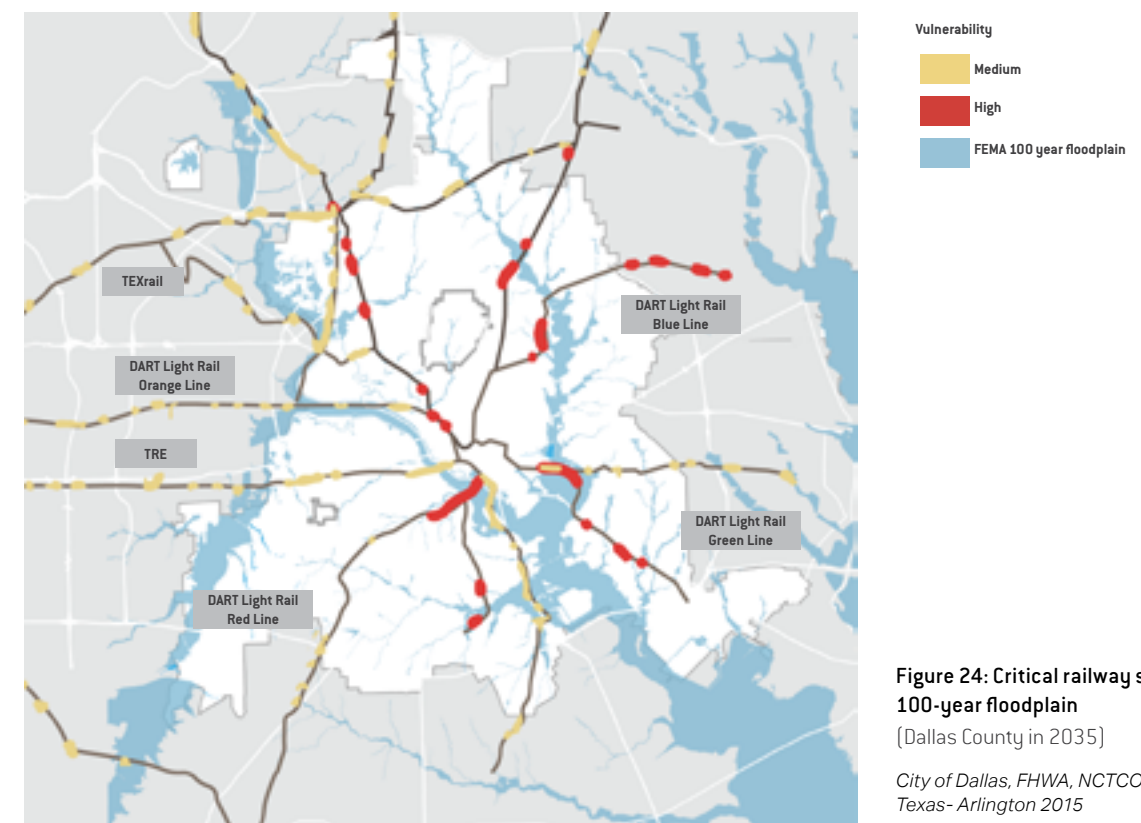 Vulnerability
Medium
High
FEMA 100 year floodplain
TEXrail
DART Light Rail
Blue Line
DART Light Rail
Orange Line
TRE
DART Light Rail
Green Line
DART Light Rail
Red Line
Figure 24: Critical railway s
100-year floodplain
(Dallas County in 2035)
City of Dallas, FHWA, NCTCO
Texas- Arlington 2015